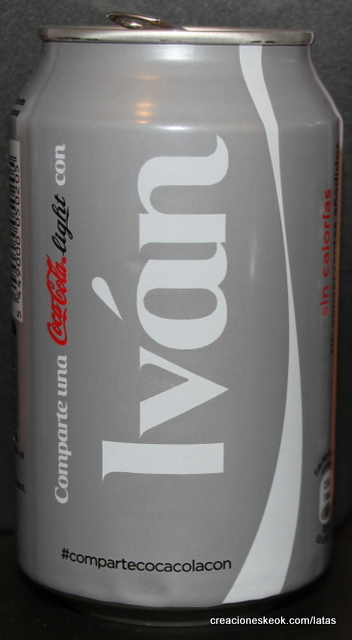 Comparte una Coca-Cola light con
Iván
#compartecocacolacon
sin calorías
creacioneskeok.com/latas